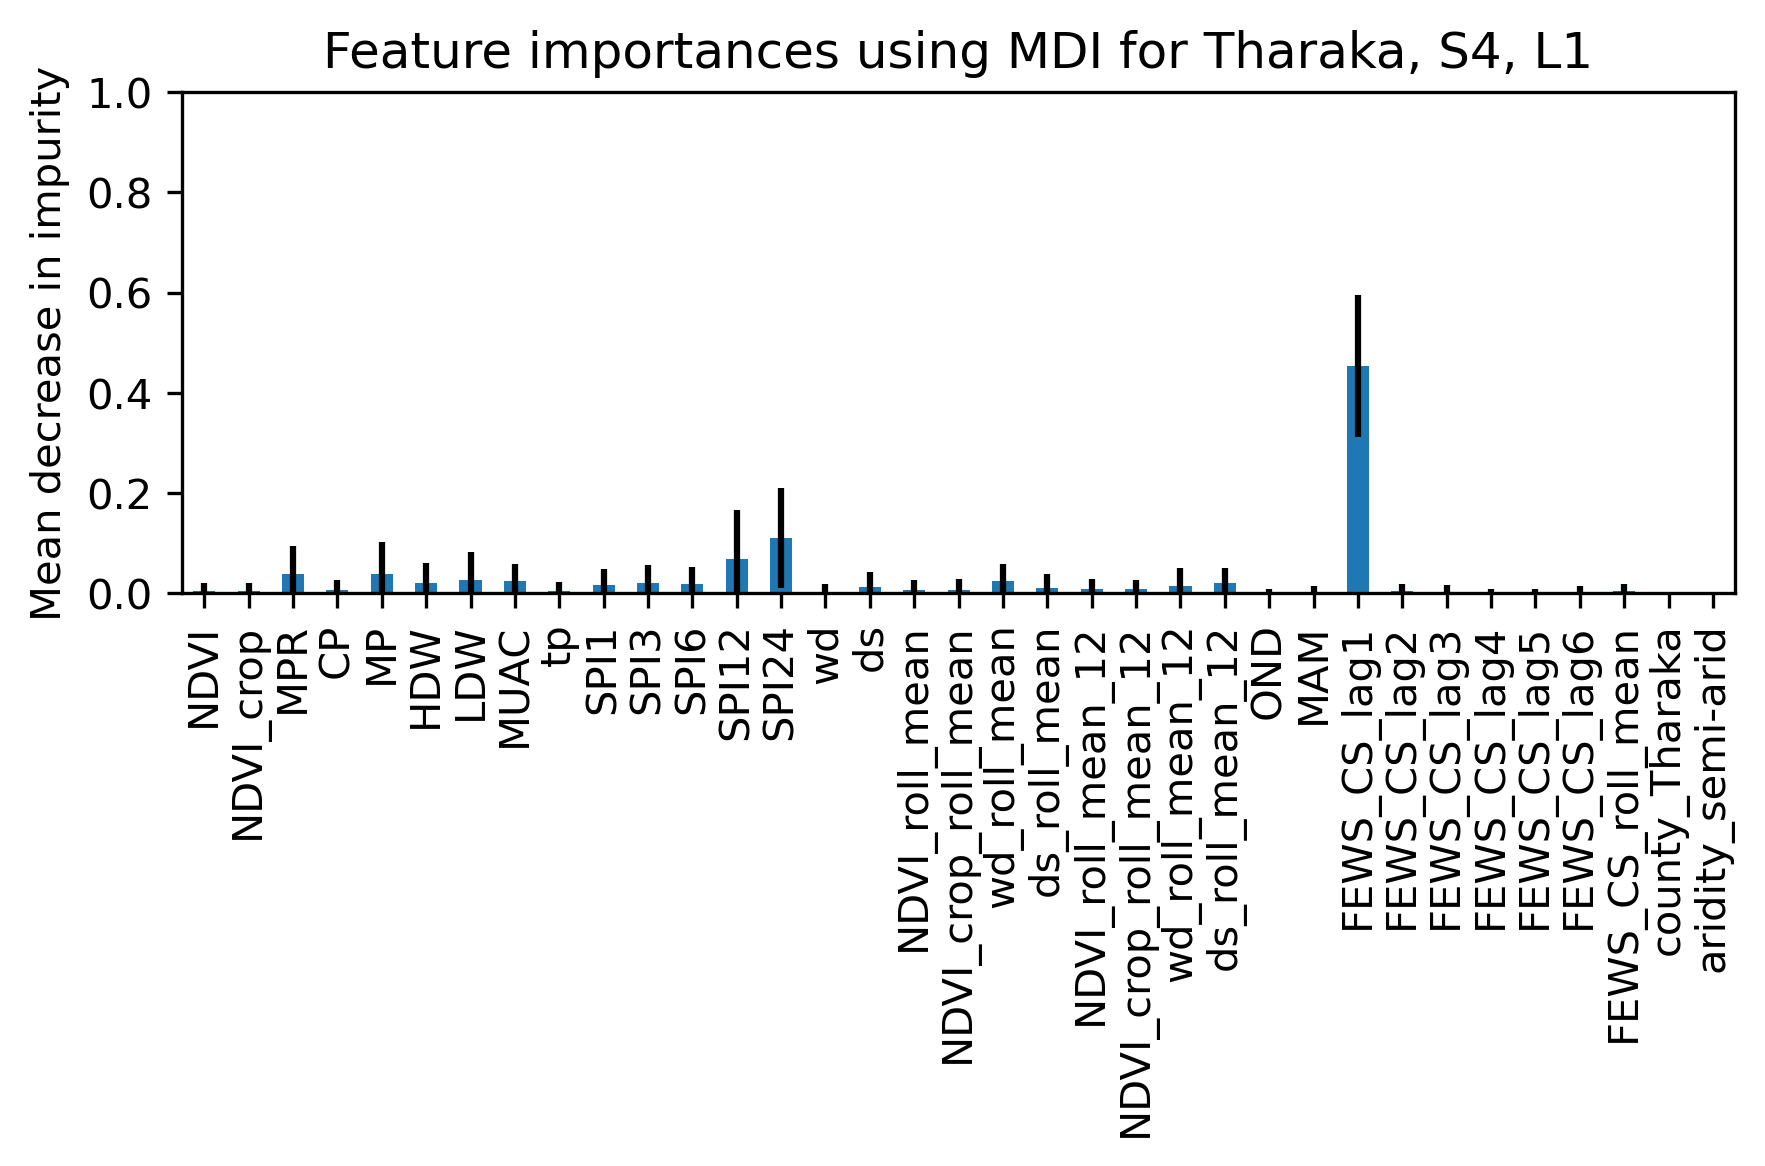 Feature importances using MDI for Tharaka, S4, L1
Mean decrease in impurity
1.0
0.8
0.6
0.4
0.2
0.0
NDVI
NDVI_crop
MPR
CP
MP
HDW
LDW
MUAC
tp
SPI1
SPI3
SPI6
SPI12
SPI24
wd
ds
NDVI_roll_mean
NDVI_crop_roll_mean
wd_roll_mean
ds_roll_mean
NDVI_roll_mean_12
NDVI_crop_roll_mean_12
wd_roll_mean_12
ds_roll_mean_12
OND
MAM
FEWS_CS_lag1
FEWS_CS_lag2
FEWS_CS_lag3
FEWS_CS_lag4
FEWS_CS_lag5
FEWS_CS_lag6
FEWS_CS_roll_mean
county_Tharaka
aridity_semi-arid